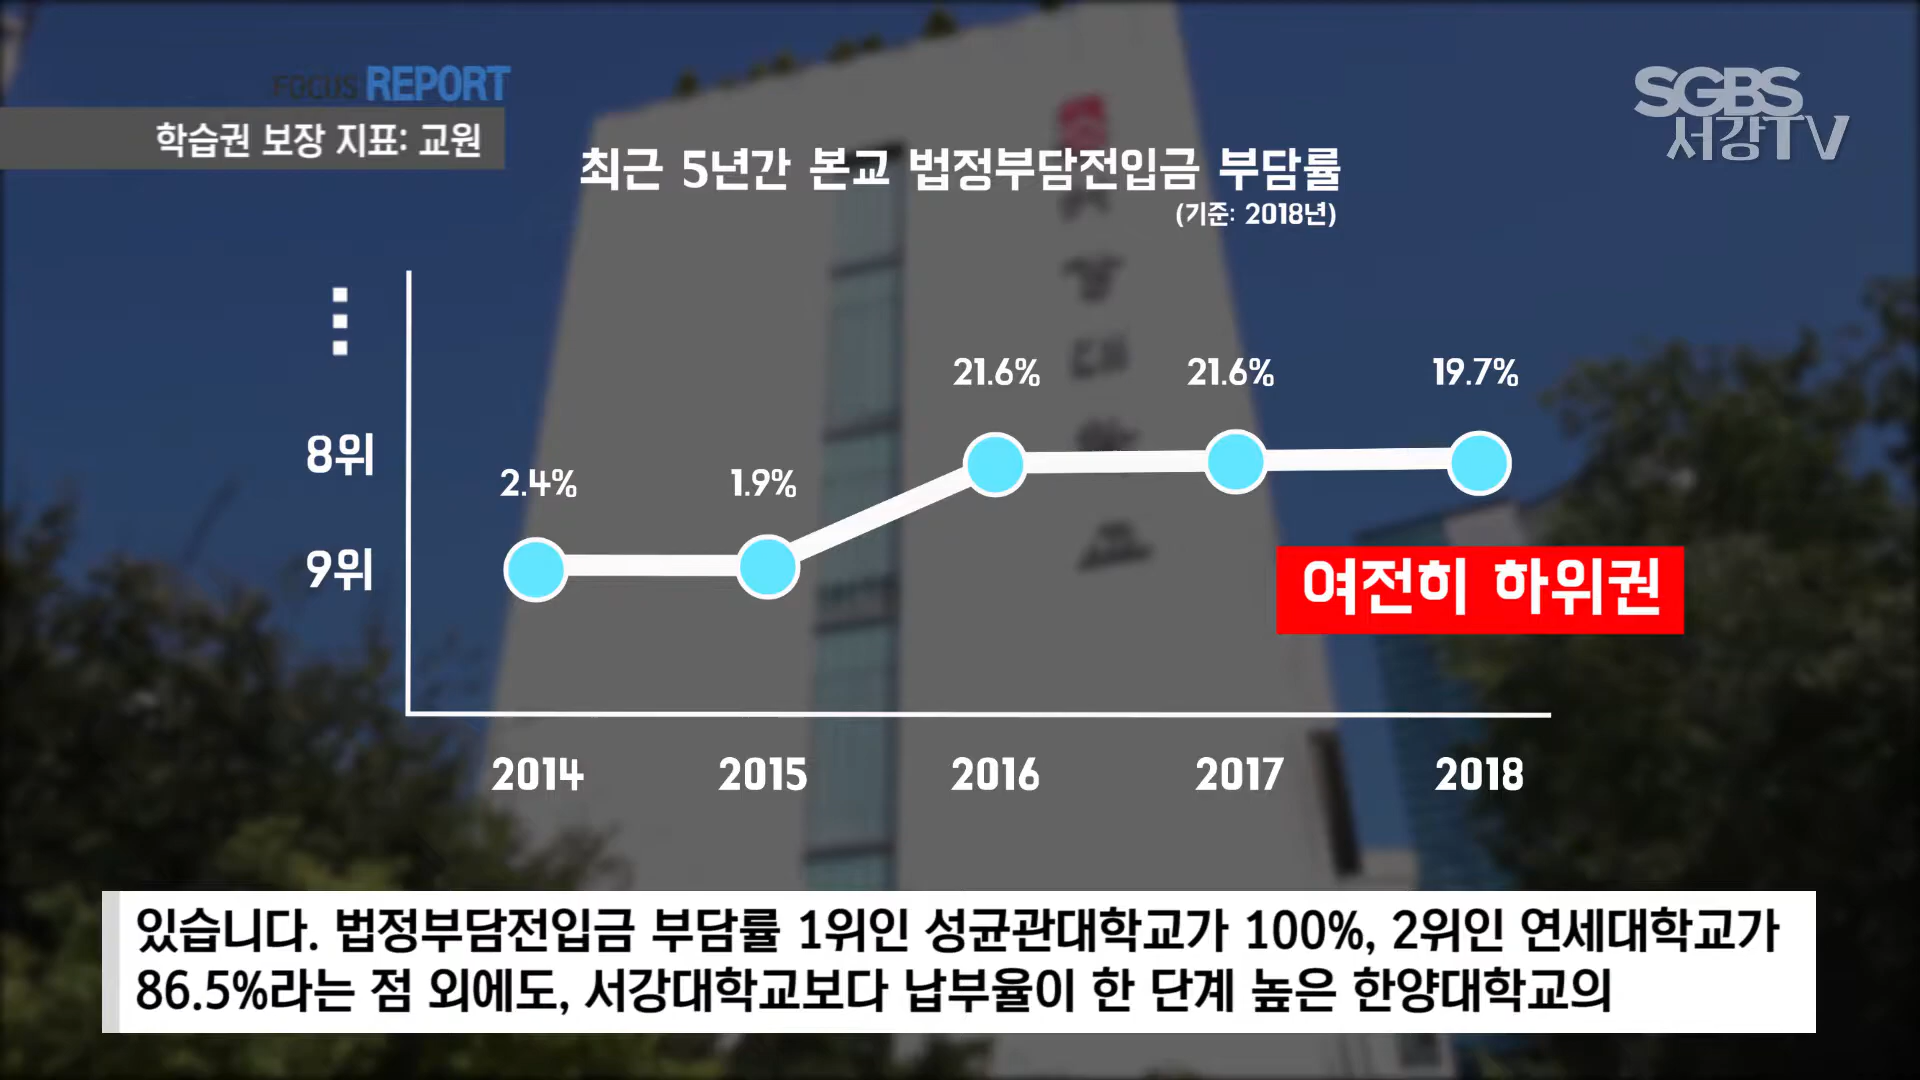 FOCUS REPORT
학습권 보장 지표: 교원
SGBS
서강TV
최근 5년간 본교 법정부담전입금 부담률
(기준: 2018년)
21.6%
21.6%
19.7%
8위
2.4%
1.9%
9위
여전히 하위권
2014
2015
2016
2017
2018
있습니다. 법정부담전입금 부담률 1위인 성균관대학교가 100%, 2위인 연세대학교가
86.5%라는 점 외에도, 서강대학교보다 납부율이 한 단계 높은 한양대학교의